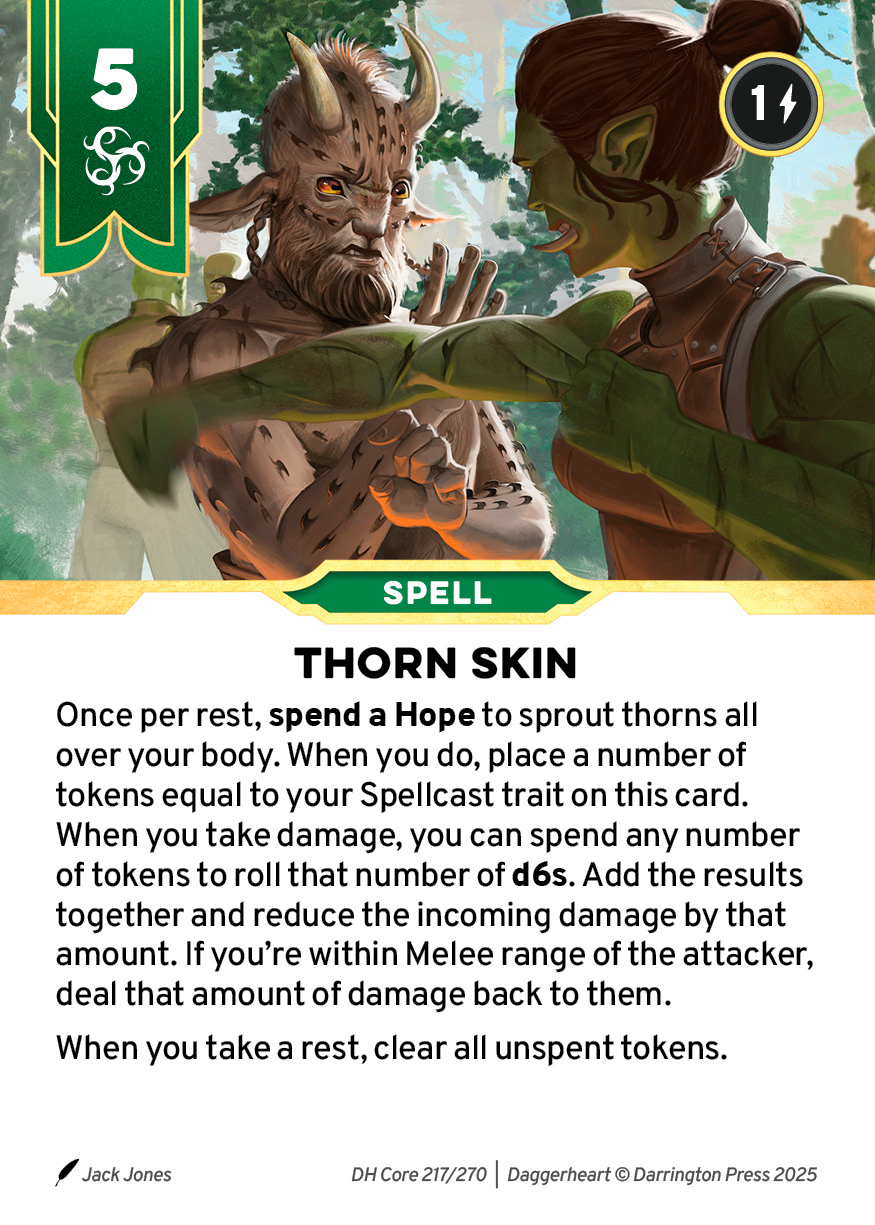 5
1
SPELL
THORN SKIN
Once per rest, spend a Hope to sprout thorns all
over your body. When you do, place a number of
tokens equal to your Spellcast trait on this card.
When you take damage, you can spend any number
of tokens to roll that number of d6s. Add the results
together and reduce the incoming damage by that
amount. If you’re within Melee range of the attacker,
deal that amount of damage back to them.
When you take a rest, clear all unspent tokens.
Jack Jones
DH Core 217/270 | Daggerheart © Darrington Press 2025